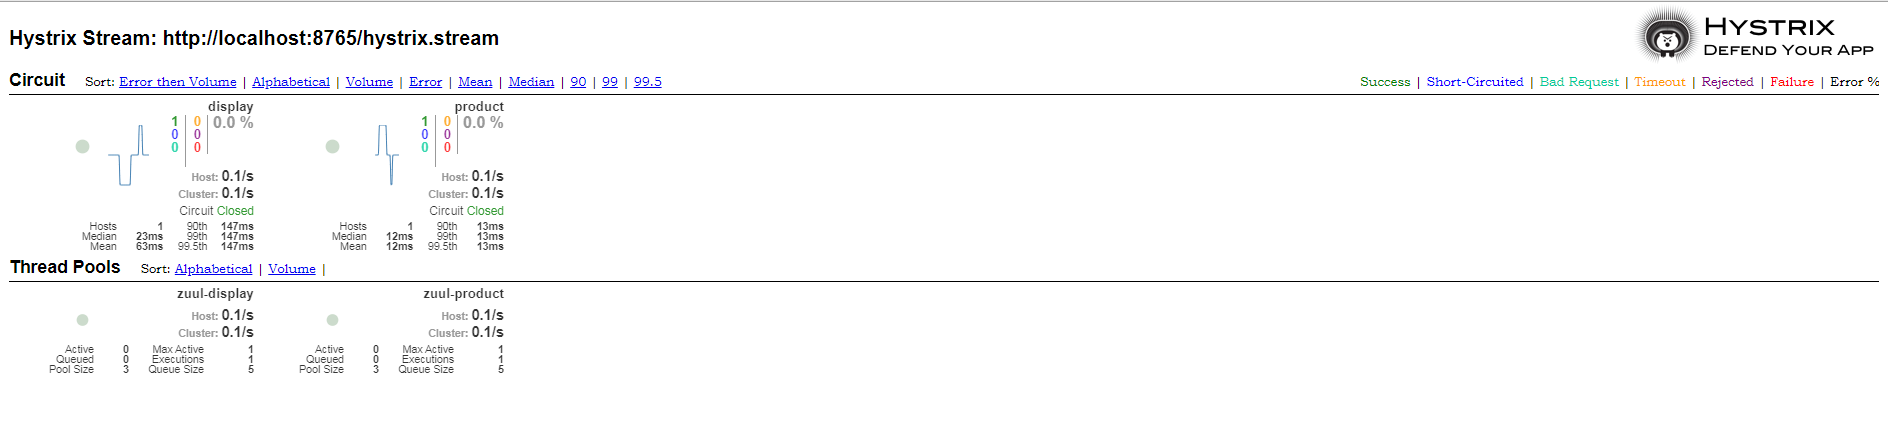 Hystrix Stream: http://localhost:8765/hystrix.stream
HYSTRIX
DEFEND YOUR APP
Circuit Sort: Error then Volume | Alphabetical | Volume | Error | Mean | Median | 90 | 99 | 99.5
Success | Short-Circuited | Bad Request | Timeout | Rejected | Failure | Error %
display
1 0 0.0 %
0 0
0 0
Host: 0.1/s
Cluster: 0.1/s
Circuit Closed
Hosts 1 90th 147ms
Median 23ms 99th 147ms
Mean 63ms 99.5th 147ms
product
1 0 0.0 %
0 0
0 0
Host: 0.1/s
Cluster: 0.1/s
Circuit Closed
Hosts 1 90th 13ms
Median 12ms 99th 13ms
Mean 12ms 99.5th 13ms
Thread Pools Sort: Alphabetical | Volume |
zuul-display
Host: 0.1/s
Cluster: 0.1/s
Active 0 Max Active 1
Queued 0 Executions 1
Pool Size 3 Queue Size 5
zuul-product
Host: 0.1/s
Cluster: 0.1/s
Active 0 Max Active 1
Queued 0 Executions 1
Pool Size 3 Queue Size 5